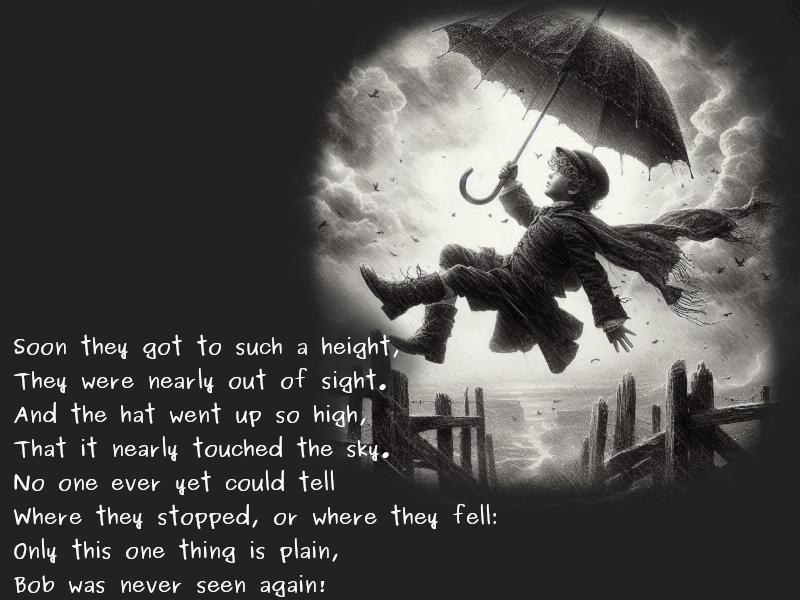 Soon they got to such a height,
They were nearly out of sight.
And the hat went up so high,
That it nearly touched the sky.
No one ever yet could tell
Where they stopped, or where they fell:
Only this one thing is plain,
Bob was never seen again!